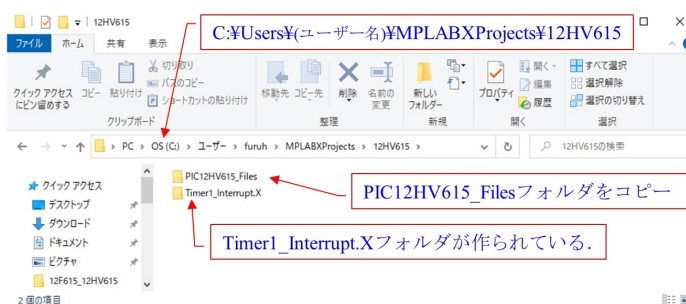 12HV615
C:¥Users¥(ユーザー名)¥MPLABXProjects¥12HV615
ファイル ホーム 共有 表示
クイック アクセスにピン留めする
コピー
貼り付け
切り取り
パスのコピー
ショートカットの貼り付け
クリップボード
移動先
コピー先
削除
名前の変更
整理
新しいフォルダー
新規
プロパティ
開く
編集
履歴
開く
すべて選択
選択解除
選択の切り替え
選択
PC › OS (C:) › ユーザー › furuh › MPLABXProjects › 12HV615 ›
12HV615の検索
クイック アクセス
デスクトップ
ダウンロード
ドキュメント
ピクチャ
12F615_12HV615
PIC12HV615_Files
Timer1_Interrupt.X
PIC12HV615_Filesフォルダをコピー
Timer1_Interrupt.Xフォルダが作られている.
2 個の項目